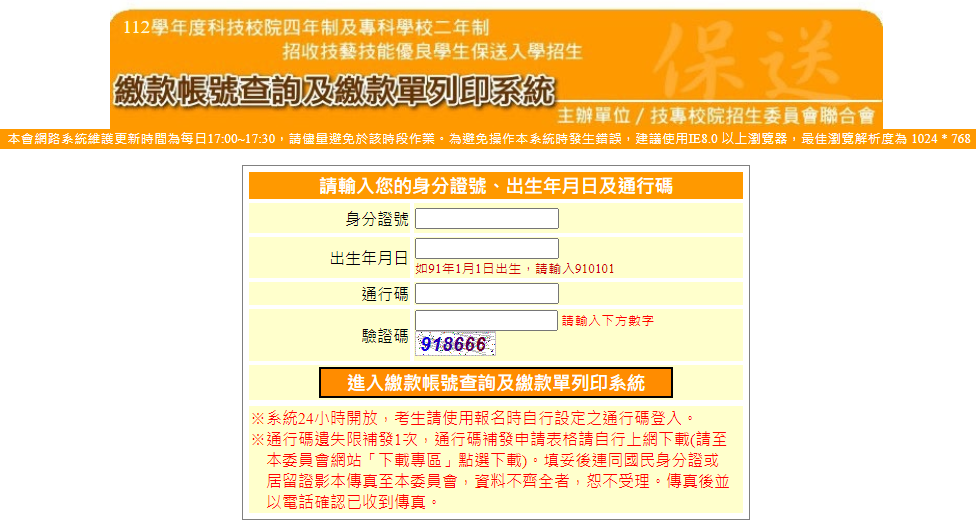 112學年度科技校院四年制及專科學校二年制
招收技藝技能優良學生保送入學招生
保送
繳款帳號查詢及繳款單列印系統
主辦單位 / 技專校院招生委員會聯合會
本會網路系統維護更新時間為每日17:00~17:30，請儘量避免於該時段作業。為避免操作本系統時發生錯誤，建議使用IE8.0 以上瀏覽器，最佳瀏覽解析度為 1024 * 768
請輸入您的身分證號、出生年月日及通行碼
身分證號
出生年月日
如91年1月1日出生，請輸入910101
通行碼
驗證碼
請輸入下方數字
918666
進入繳款帳號查詢及繳款單列印系統
※系統24小時開放，考生請使用報名時自行設定之通行碼登入。
※通行碼遺失限補發1次，通行碼補發申請表格請自行上網下載(請至
本委員會網站「下載專區」點選下載)。填妥後連同國民身分證或
居留證影本傳真至本委員會，資料不齊全者，恕不受理。傳真後並
以電話確認已收到傳真。